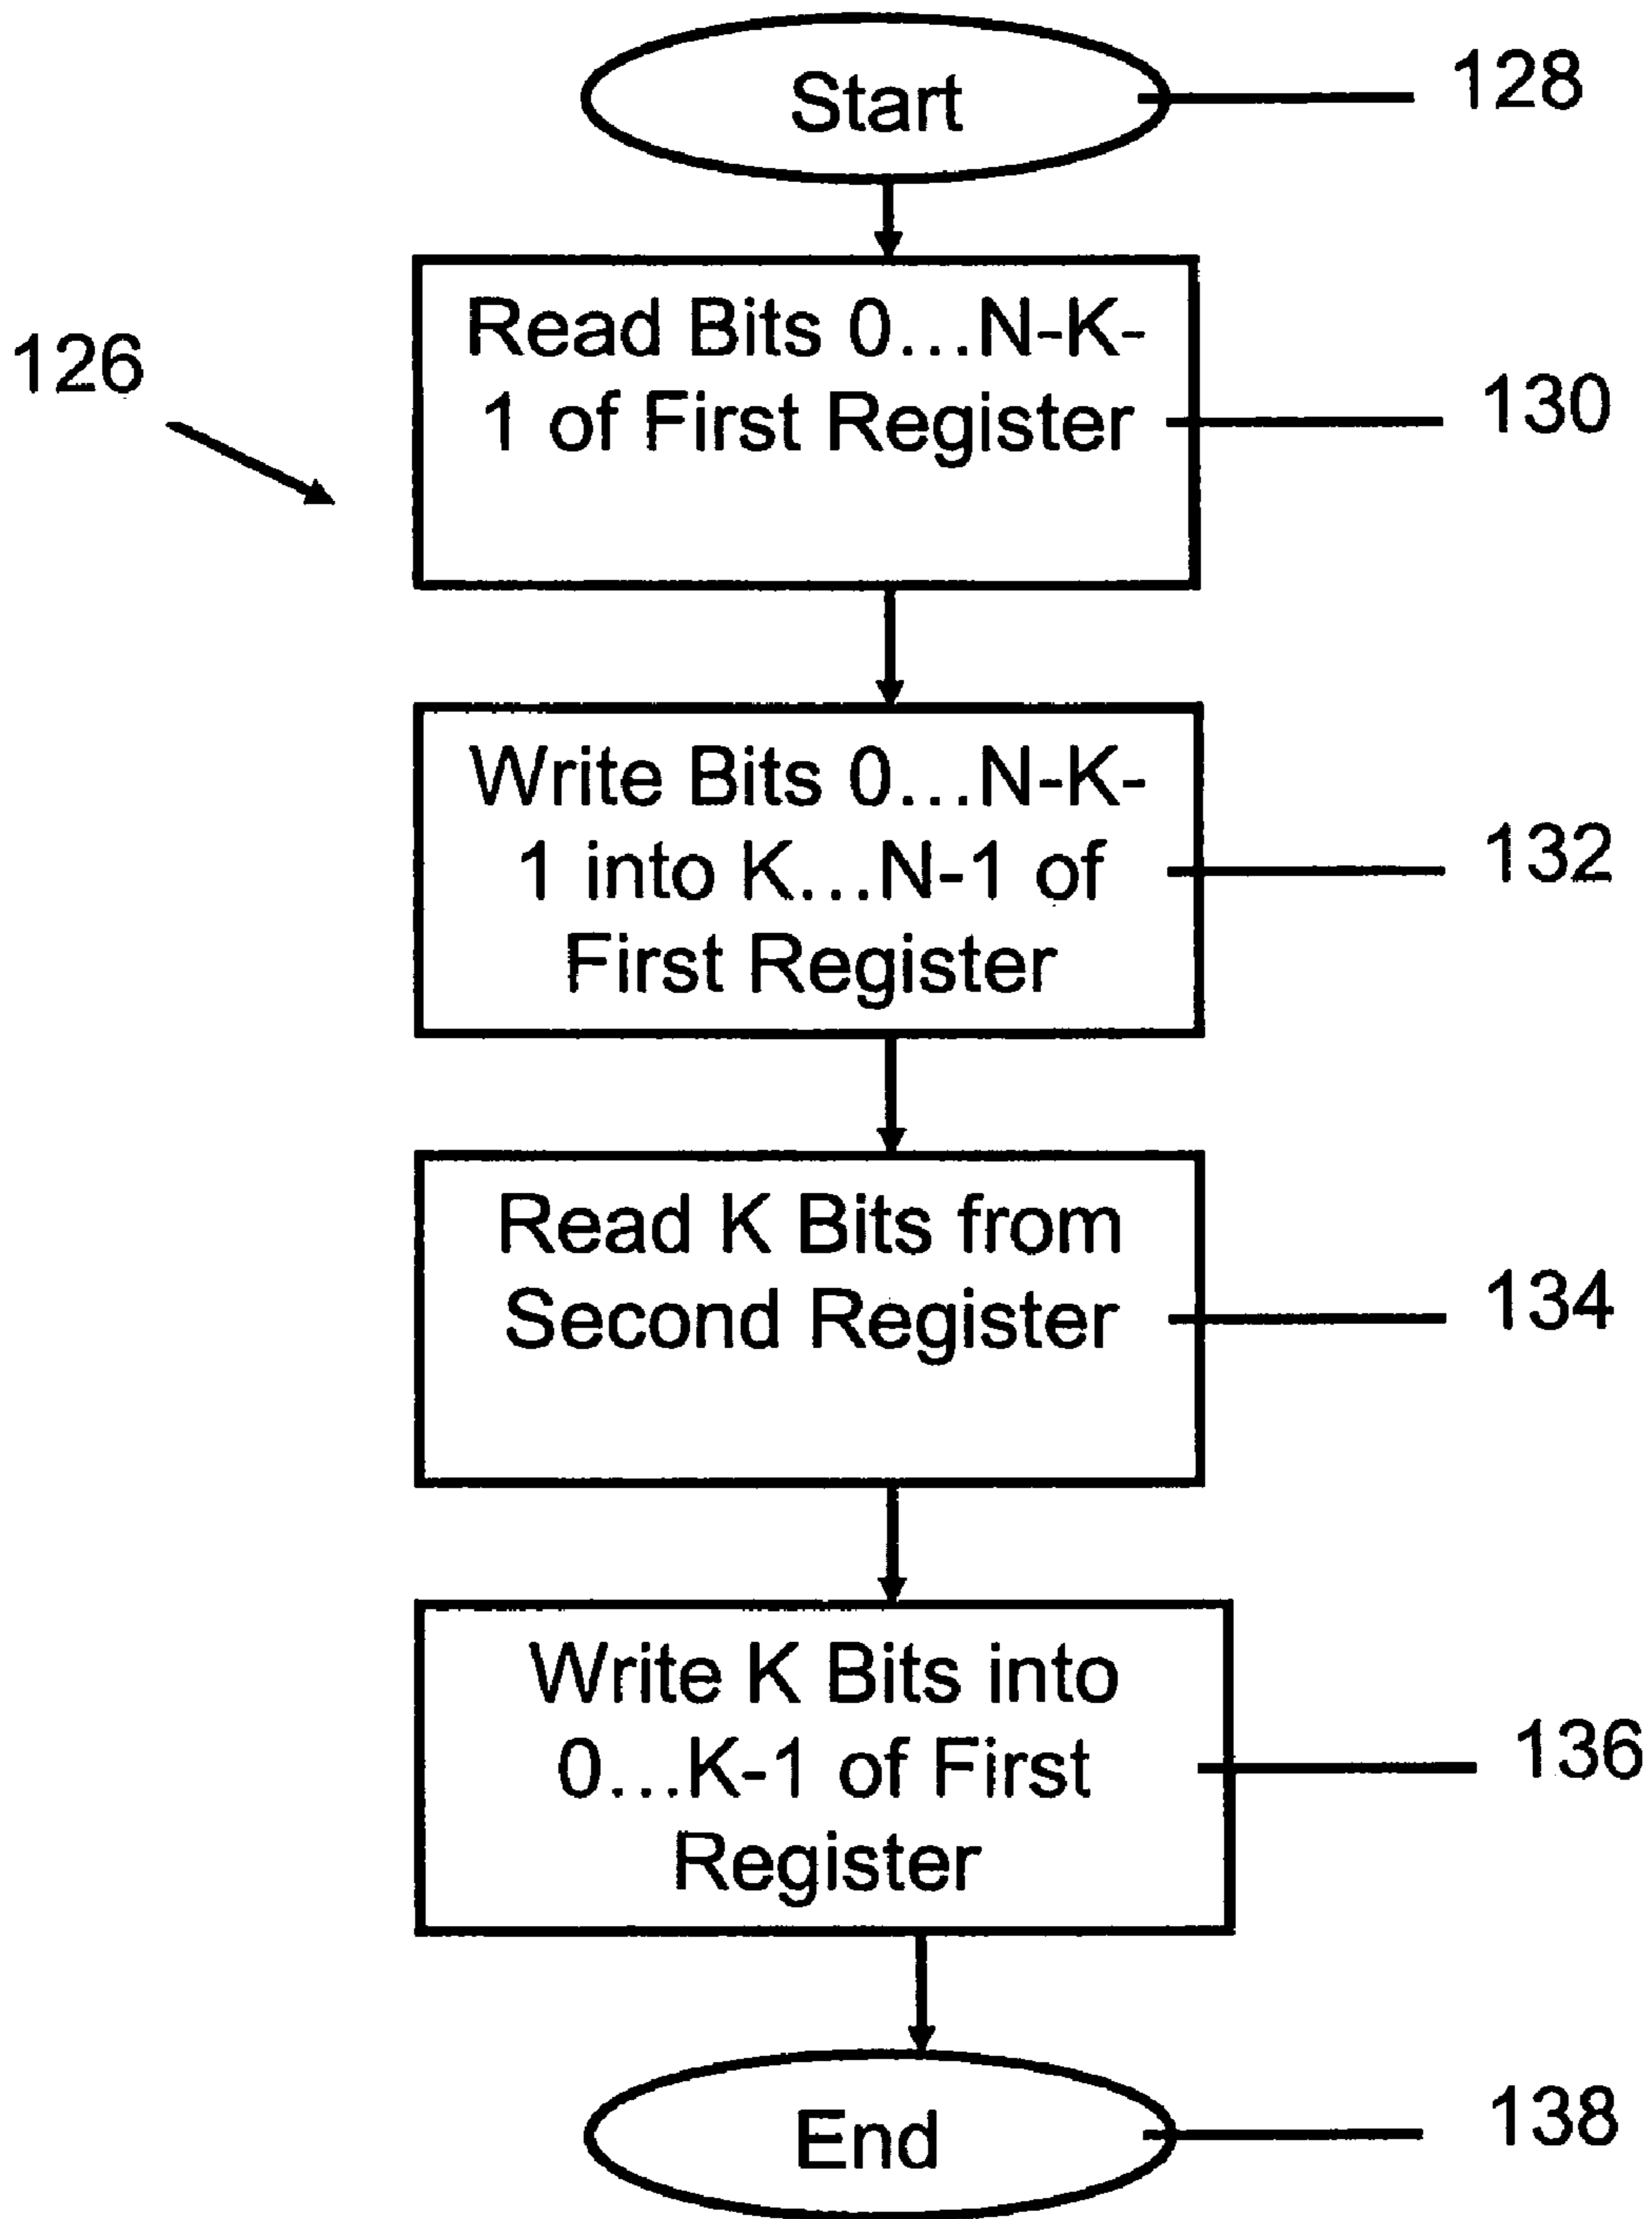 Start
128
126
Read Bits 0...N-K-
1 of First Register
130
Write Bits 0...N-K-
1 into K...N-1 of
First Register
132
Read K Bits from
Second Register
134
Write K Bits into
0...K-1 of First
Register
136
End
138